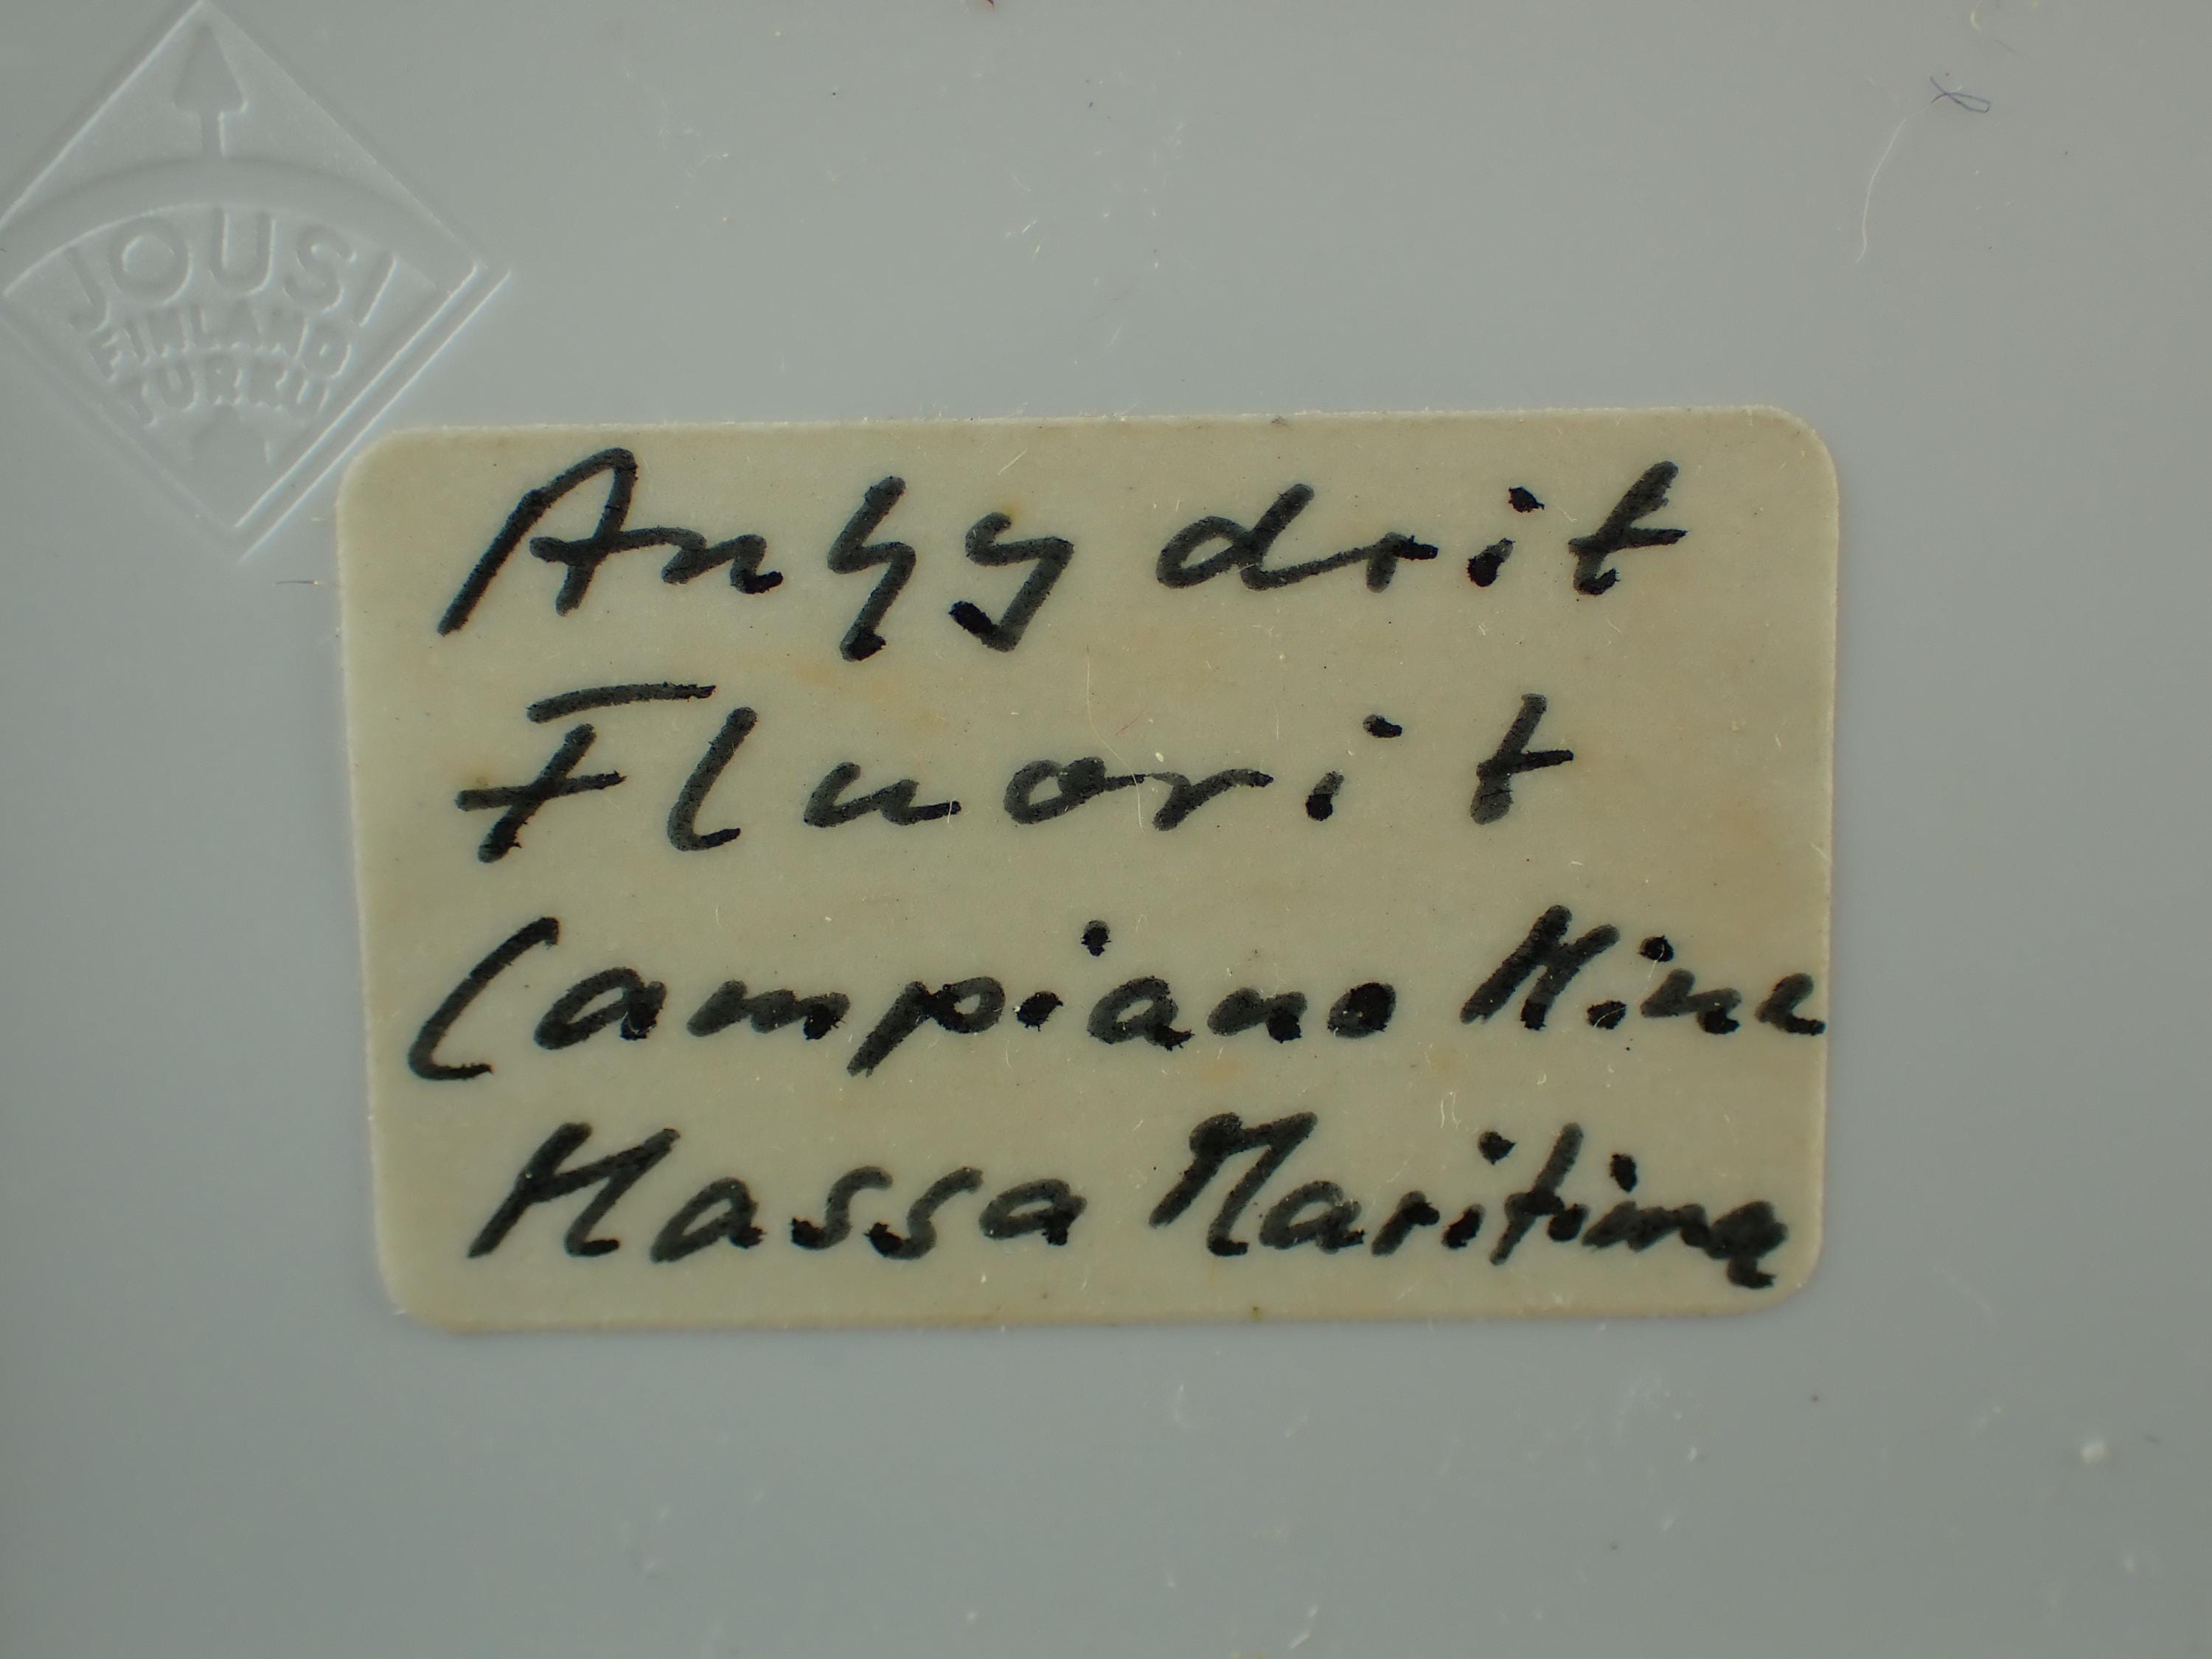 JOUSI
FINLAND
TURKU
Anhydrit
Fluorit
Campiano Mine
Massa Maritima